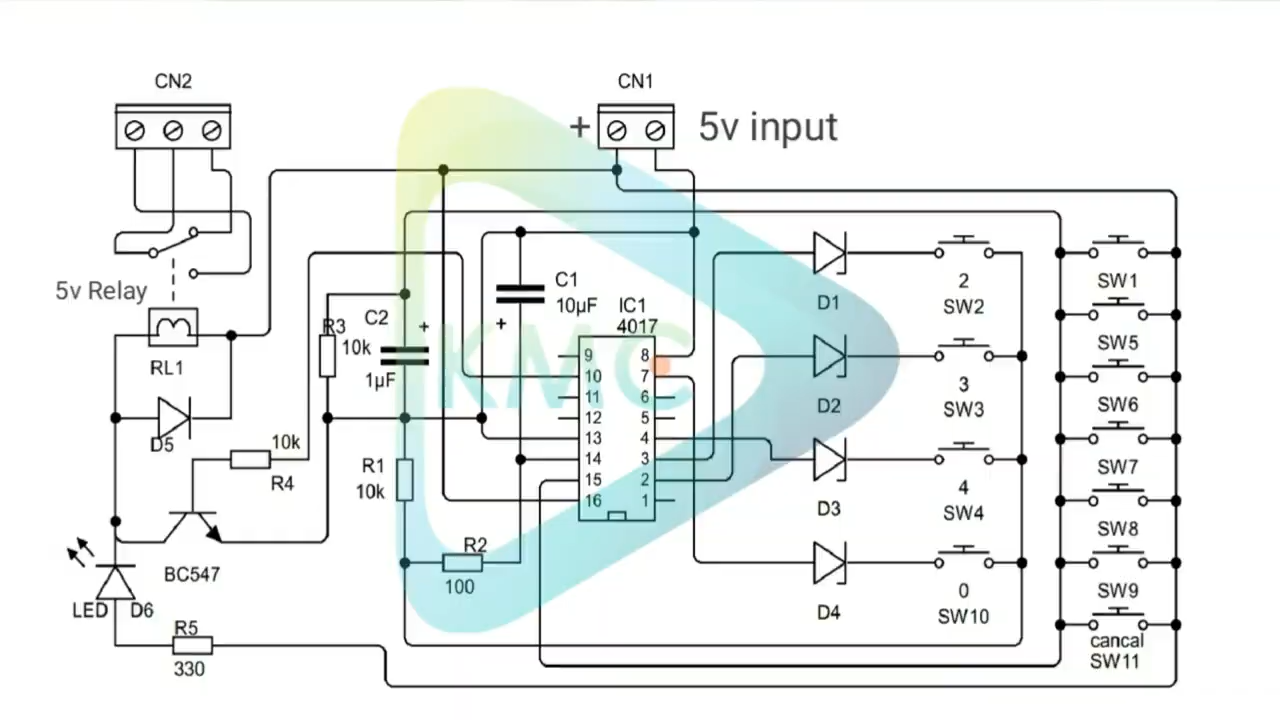 CN2
CN1
+
5v input
5v Relay
RL1
D5
10k
R4
BC547
LED
D6
R5
330
R3
10k
C2
+
1µF
R1
10k
R2
100
C1
10µF
+
IC1
4017
9
10
11
12
13
14
15
16
8
7
6
5
4
3
2
1
KMC
D1
D2
D3
D4
2
SW2
3
SW3
4
SW4
0
SW10
SW1
SW5
SW6
SW7
SW8
SW9
cancal
SW11